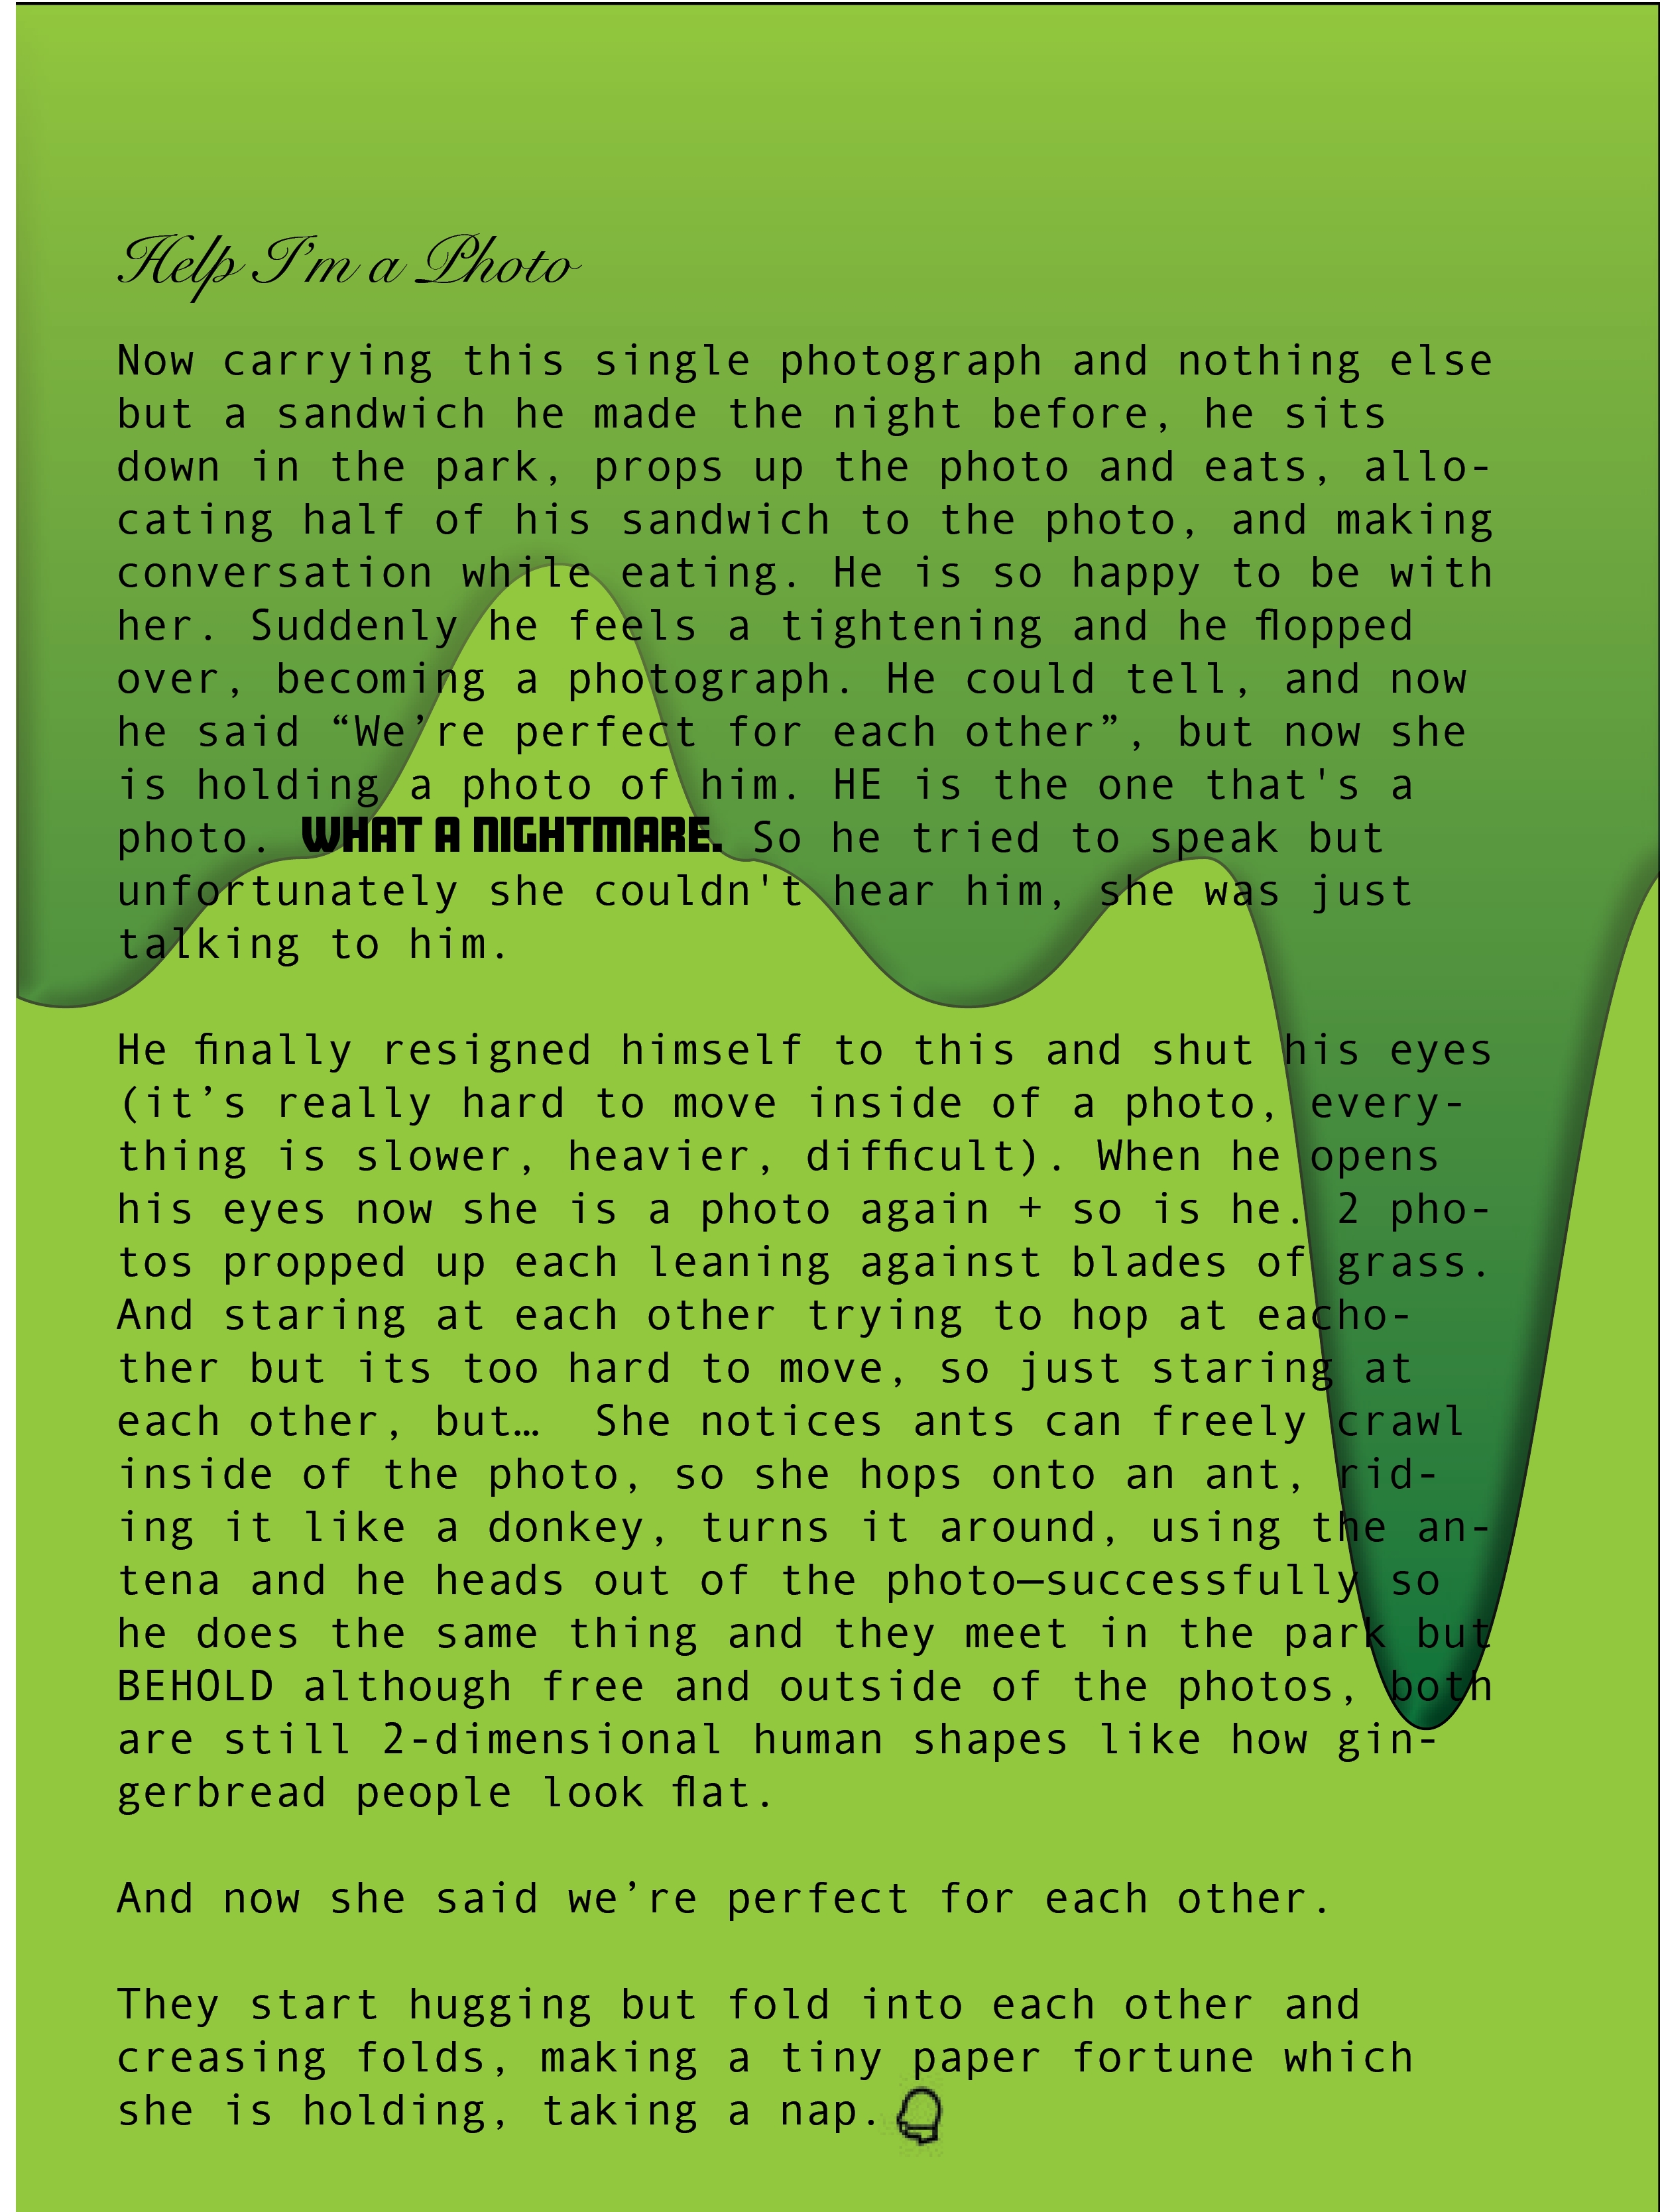 Help I'm a Photo
Now carrying this single photograph and nothing else
but a sandwich he made the night before, he sits
down in the park, props up the photo and eats, allo-
cating half of his sandwich to the photo, and making
conversation while eating. He is so happy to be with
her. Suddenly he feels a tightening and he flopped
over, becoming a photograph. He could tell, and now
he said “We’re perfect for each other”, but now she
is holding a photo of him. HE is the one that's a
photo. WHAT A NIGHTMARE. So he tried to speak but
unfortunately she couldn't hear him, she was just
talking to him.
He finally resigned himself to this and shut his eyes
(it’s really hard to move inside of a photo, every-
thing is slower, heavier, difficult). When he opens
his eyes now she is a photo again + so is he. 2 pho-
tos propped up each leaning against blades of grass.
And staring at each other trying to hop at eacho-
ther but its too hard to move, so just staring at
each other, but…  She notices ants can freely crawl
inside of the photo, so she hops onto an ant, rid-
ing it like a donkey, turns it around, using the an-
tena and he heads out of the photo—successfully so
he does the same thing and they meet in the park but
BEHOLD although free and outside of the photos, both
are still 2-dimensional human shapes like how gin-
gerbread people look flat.
And now she said we’re perfect for each other.
They start hugging but fold into each other and
creasing folds, making a tiny paper fortune which
she is holding, taking a nap.